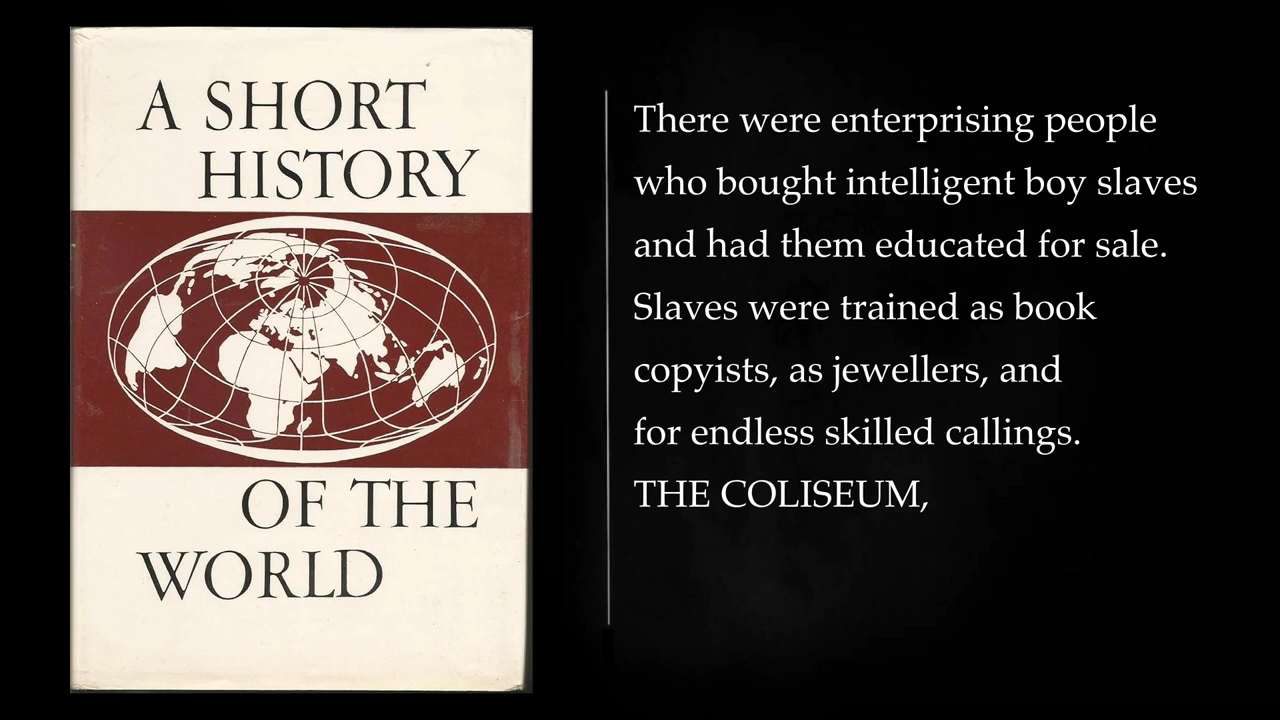 A SHORT
HISTORY
OF THE
WORLD
There were enterprising people
who bought intelligent boy slaves
and had them educated for sale.
Slaves were trained as book
copyists, as jewellers, and
for endless skilled callings.
THE COLISEUM,